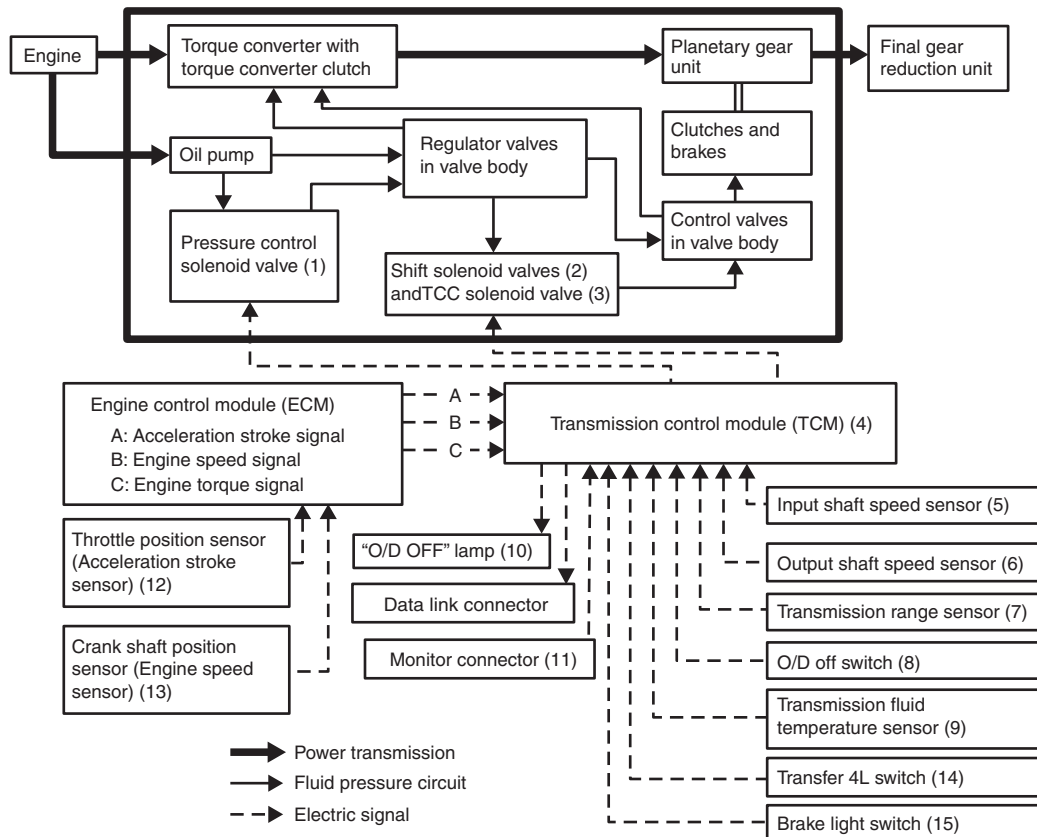 Engine
Torque converter with
torque converter clutch
Planetary gear
unit
Final gear
reduction unit
Oil pump
Regulator valves
in valve body
Clutches and
brakes
Pressure control
solenoid valve (1)
Shift solenoid valves (2)
andTCC solenoid valve (3)
Control valves
in valve body
Engine control module (ECM)
A: Acceleration stroke signal
B: Engine speed signal
C: Engine torque signal
A
B
C
Transmission control module (TCM) (4)
Throttle position sensor
(Acceleration stroke
sensor) (12)
Crank shaft position
sensor (Engine speed
sensor) (13)
“O/D OFF” lamp (10)
Data link connector
Monitor connector (11)
Input shaft speed sensor (5)
Output shaft speed sensor (6)
Transmission range sensor (7)
O/D off switch (8)
Transmission fluid
temperature sensor (9)
Transfer 4L switch (14)
Brake light switch (15)
Power transmission
Fluid pressure circuit
Electric signal